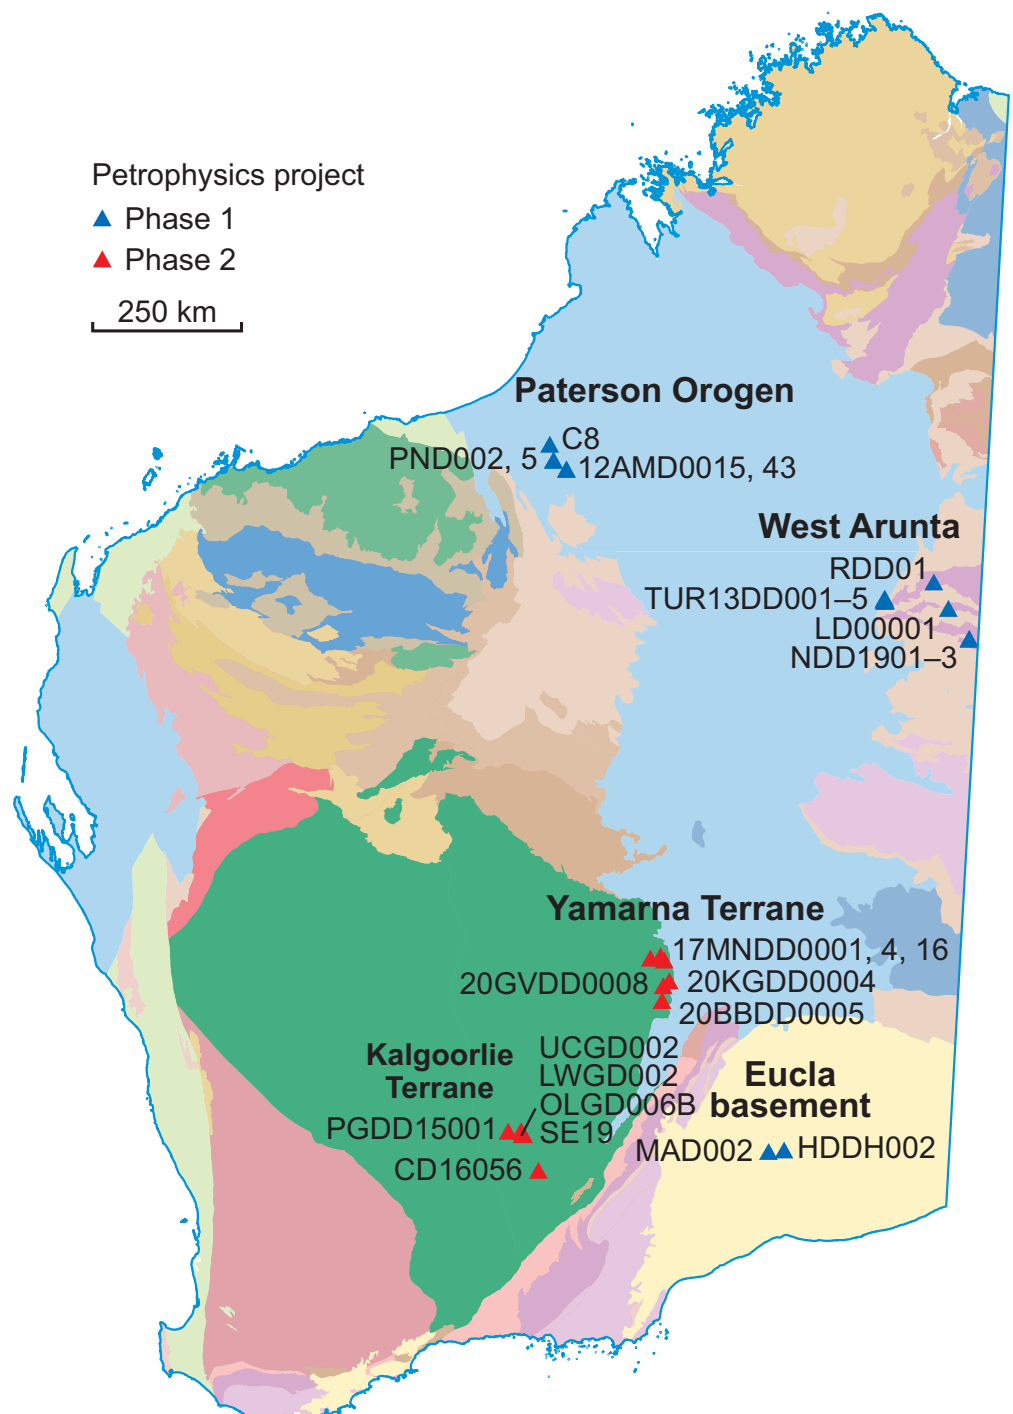 Petrophysics project
Phase 1
Phase 2
250 km
Paterson Orogen
C8
PND002, 5
12AMD0015, 43
West Arunta
RDD01
TUR13DD001–5
LD00001
NDD1901–3
Yamarna Terrane
17MNDD0001, 4, 16
20GVDD0008
20KGDD0004
20BBDD0005
Kalgoorlie
Terrane
UCGD002
LWGD002
OLGD006B
PGDD15001
SE19
CD16056
Eucla
basement
MAD002
HDDH002